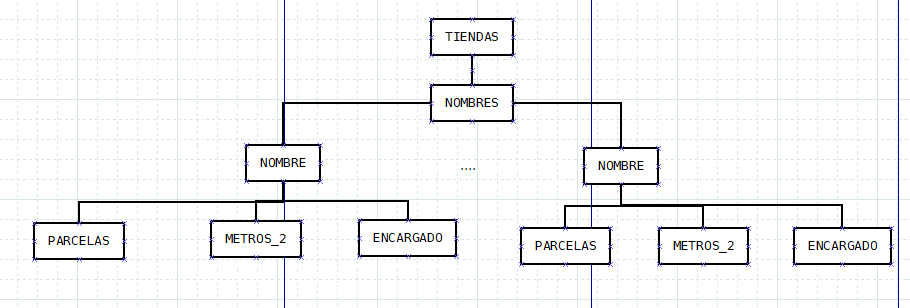 TIENDAS
NOMBRES
NOMBRE
....
NOMBRE
PARCELAS
METROS_2
ENCARGADO
PARCELAS
METROS_2
ENCARGADO